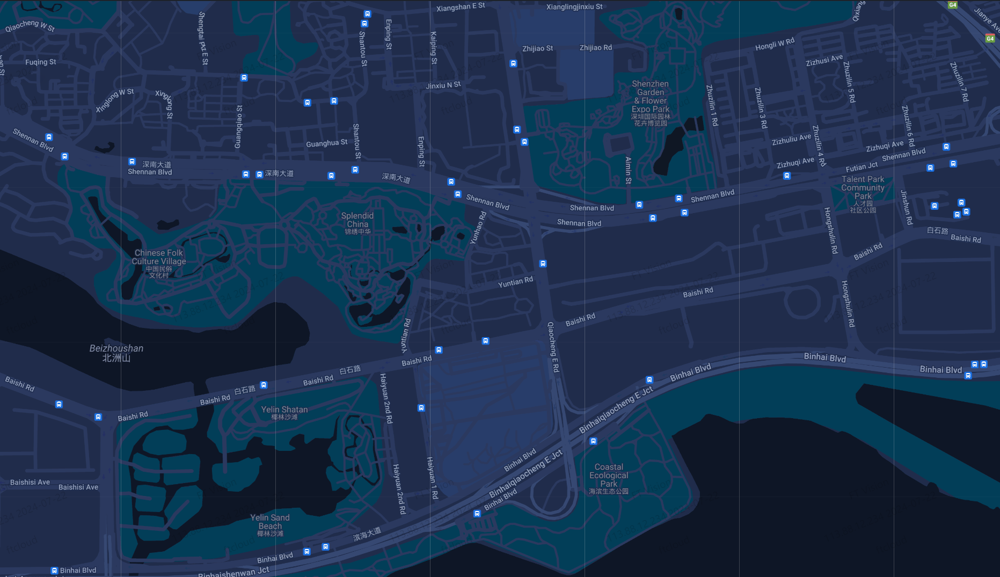 Xiangshan E St
Xianglingjinxiu St
G4
Jianye Ave
Qiaocheng W St
Enping St
Kaiping St
Shantou St
G4
Zhijiao St
Zhijiao Rd
Hongli W Rd
Fuqing St
Zizhusi Ave
Zhuzilin 5 Rd
Zhuzilin 7 Rd
Jinxiu N St
Shenzhen
Garden
& Flower
Expo Park
深圳国际园林
花卉博览园
Xinglong W St
Xinglong St
Zhuzilin 1 Rd
Zhuzilin 3 Rd
Guangqiao St
Shantou St
Zhuzilin 6 Rd
Shennan Blvd
Guanghua St
Enping St
Zizhuliu Ave
Zhuzilin 4 Rd
Zizhuqi Ave
Shennan Blvd
深南大道
Shennan Blvd
深南大道
深南大道
Aimin St
Zizhuqi Ave
Futian Jct
Talent Park
Community
Park
人才园
社区公园
Shennan Blvd
Shennan Blvd
Shennan Blvd
Shennan Blvd
Jinshun Rd
Splendid
China
锦绣中华
Yunhao Rd
Hongshulin Rd
白石路
Baishi Rd
Chinese Folk
Culture Village
中国民俗
文化村
Baishi Rd
Yuntian Rd
Baishi Rd
Hongshulin Rd
Baishi Rd
Yuntian Rd
Qiaocheng E Rd
Beizhoushan
北洲山
Baishi Rd
白石路
Binhai Blvd
Binhai Blvd
Binhai Blvd
Baishi Rd
Baishi Rd
白石路
Baishi Rd
Haiyuan 2nd Rd
Baishi Rd
Yelin Shatan
椰林沙滩
Binhaiqiaocheng E Jct
Binhai Blvd
Binhaiqiaocheng E Jct
Binhai Blvd
Haiyuan 1 Rd
Haiyuan 2nd Rd
Coastal
Ecological
Park
海滨生态公园
Baishisi Ave
Baishisi Ave
Yelin Sand
Beach
椰林沙滩
滨海大道
Binhai Blvd
Binhai Blvd
Binhaishenwan Jct